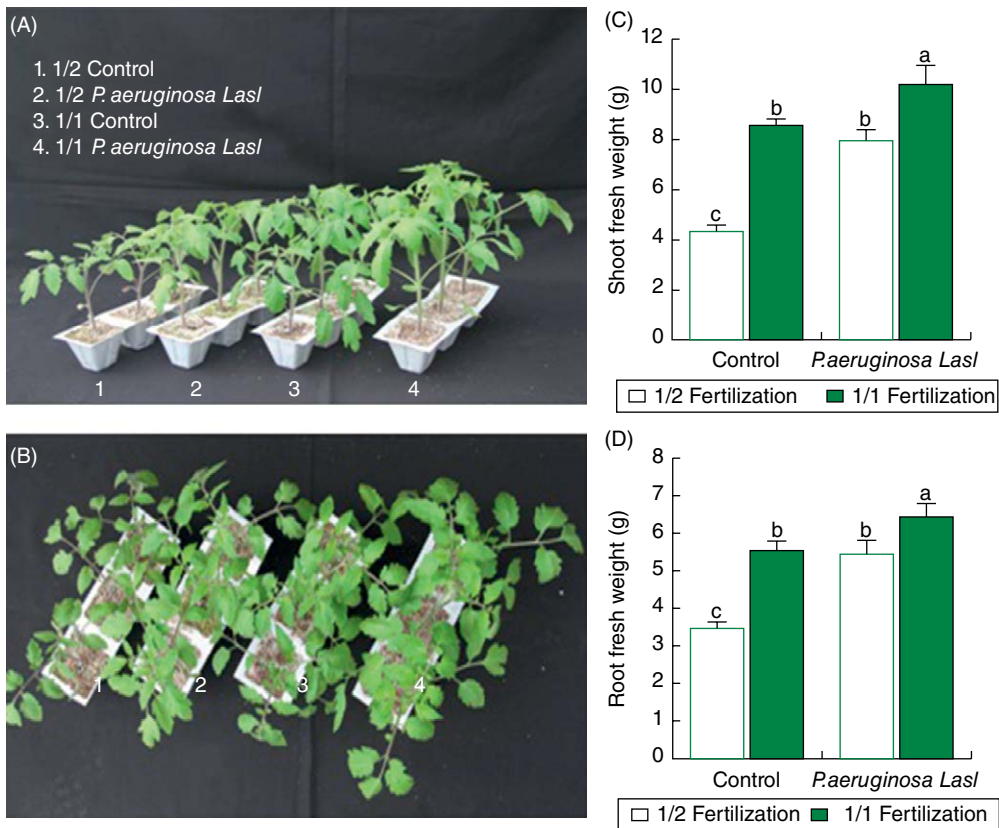 (A)
1. 1/2 Control
2. 1/2 P. aeruginosa LasI
3. 1/1 Control
4. 1/1 P. aeruginosa LasI
1 2 3 4
(B)
1 2 3 4
(C)
Shoot fresh weight (g)
12
10
8
6
4
2
0
c
b
b
a
Control P.aeruginosa LasI
1/2 Fertilization 1/1 Fertilization
(D)
Root fresh weight (g)
8
7
6
5
4
3
2
1
0
c
b
b
a
Control P.aeruginosa LasI
1/2 Fertilization 1/1 Fertilization